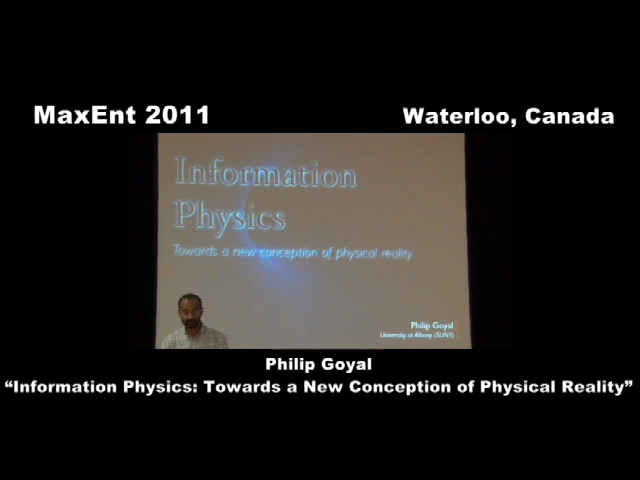 MaxEnt 2011
Waterloo, Canada
Information
Physics
Towards a new conception of physical reality
Philip Goyal
University at Albany (SUNY)
Philip Goyal
“Information Physics: Towards a New Conception of Physical Reality”